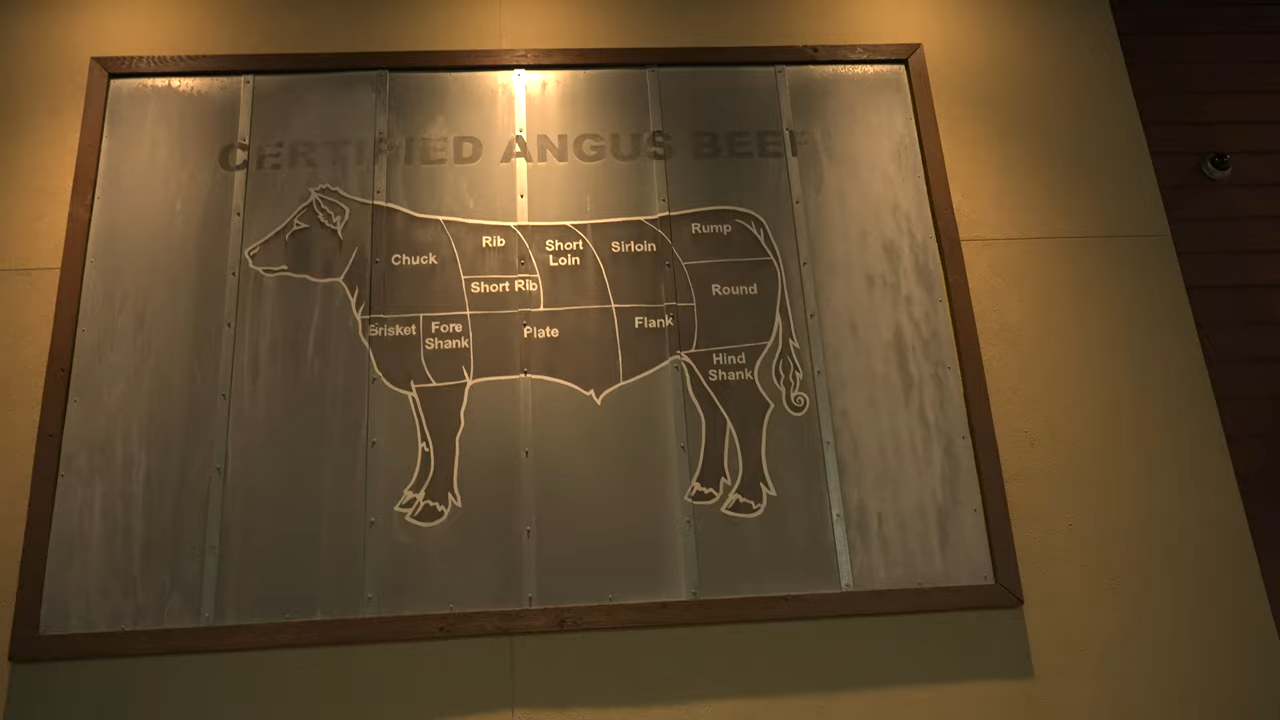 CERTIFIED ANGUS BEEF
Chuck
Rib
Short
Loin
Sirloin
Rump
Short Rib
Round
Brisket
Fore
Shank
Plate
Flank
Hind
Shank